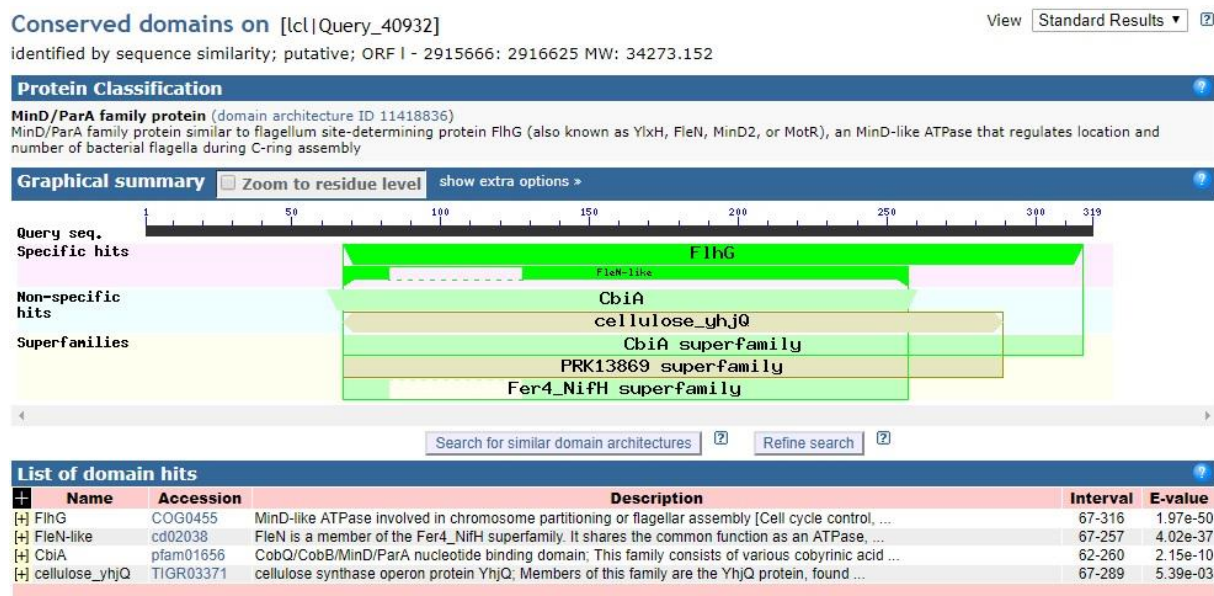 Conserved domains on [lcl|Query_40932]
View Standard Results ▼ ?
identified by sequence similarity; putative; ORF l - 2915666: 2916625 MW: 34273.152
Protein Classification ?
MinD/ParA family protein (domain architecture ID 11418836)
MinD/ParA family protein similar to flagellum site-determining protein FlhG (also known as YlxH, FleN, MinD2, or MotR), an MinD-like ATPase that regulates location and
number of bacterial flagella during C-ring assembly
Graphical summary Zoom to residue level show extra options » ?
1 50 100 150 200 250 300 319
Query seq.
Specific hits FlhG
FleN-like
Non-specific
hits
CbiA
cellulose_yhjQ
Superfamilies CbiA superfamily
PRK13869 superfamily
Fer4_NifH superfamily
Search for similar domain architectures ? Refine search ?
List of domain hits ?
+ Name Accession Description Interval E-value
[+] FlhG COG0455 MinD-like ATPase involved in chromosome partitioning or flagellar assembly [Cell cycle control, ... 67-316 1.97e-50
[+] FleN-like cd02038 FleN is a member of the Fer4_NifH superfamily. It shares the common function as an ATPase, ... 67-257 4.02e-37
[+] CbiA pfam01656 CobQ/CobB/MinD/ParA nucleotide binding domain; This family consists of various cobyrinic acid ... 62-260 2.15e-10
[+] cellulose_yhjQ TIGR03371 cellulose synthase operon protein YhjQ; Members of this family are the YhjQ protein, found ... 67-289 5.39e-03